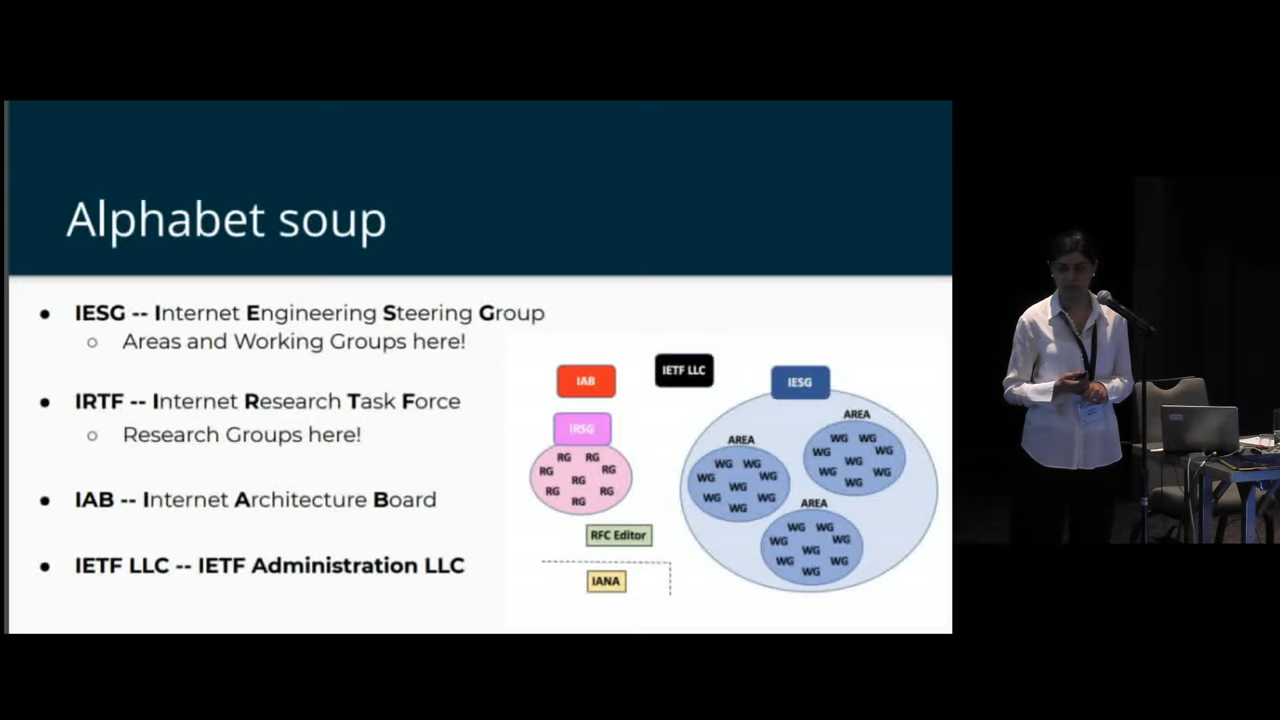 Alphabet soup
● IESG -- Internet Engineering Steering Group
○ Areas and Working Groups here!
● IRTF -- Internet Research Task Force
○ Research Groups here!
● IAB -- Internet Architecture Board
● IETF LLC -- IETF Administration LLC
IAB
IETF LLC
IESG
IRSG
RG RG
RG RG
RG
RG RG
RG
AREA
WG WG
WG WG
WG
WG WG
WG
AREA
WG WG
WG WG
WG
WG WG
WG
AREA
WG WG
WG WG
WG
WG WG
WG
RFC Editor
IANA